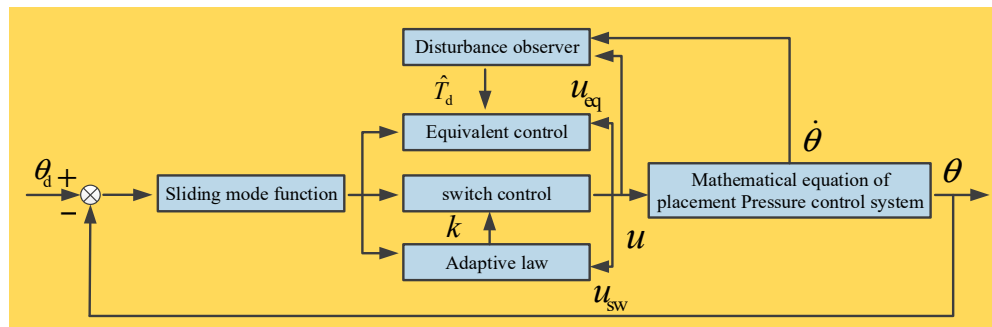 Disturbance observer
T̂d
ueq
Equivalent control
θ̇
θd
+
−
Sliding mode function
switch control
Mathematical equation of
placement Pressure control system
θ
k
u
Adaptive law
usw